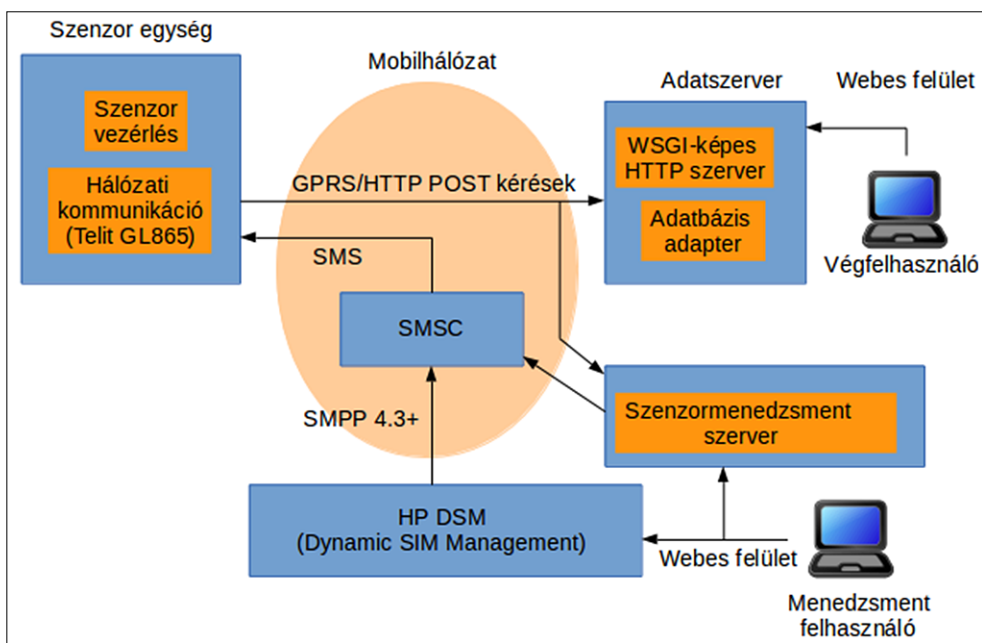 Szenzor egység
Szenzor
vezérlés
Hálózati
kommunikáció
(Telit GL865)
Mobilhálózat
GPRS/HTTP POST kérések
SMS
SMSC
SMPP 4.3+
Adatszerver
WSGI-képes
HTTP szerver
Adatbázis
adapter
Webes felület
Végfelhasználó
Szenzormenedzsment
szerver
HP DSM
(Dynamic SIM Management)
Webes felület
Menedzsment
felhasználó